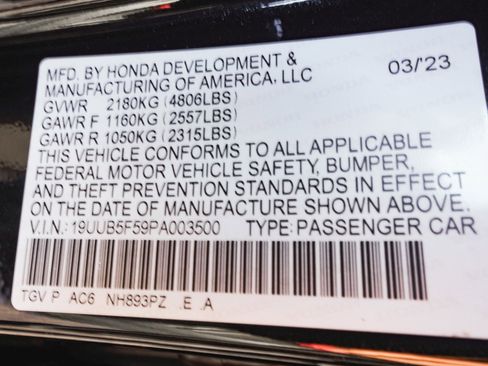 MFD. BY HONDA DEVELOPMENT & 03/23
MANUFACTURING OF AMERICA, LLC
GVWR 2180KG (4806LBS)
GAWR F 1160KG (2557LBS)
GAWR R 1050KG (2315LBS)
THIS VEHICLE CONFORMS TO ALL APPLICABLE
FEDERAL MOTOR VEHICLE SAFETY, BUMPER,
AND THEFT PREVENTION STANDARDS IN EFFECT
ON THE DATE OF MANUFACTURE SHOWN ABOVE.
V.I.N.: 19UUB5F59PA003500 TYPE: PASSENGER CAR
TGV P AC6 NH893PZ .E .A